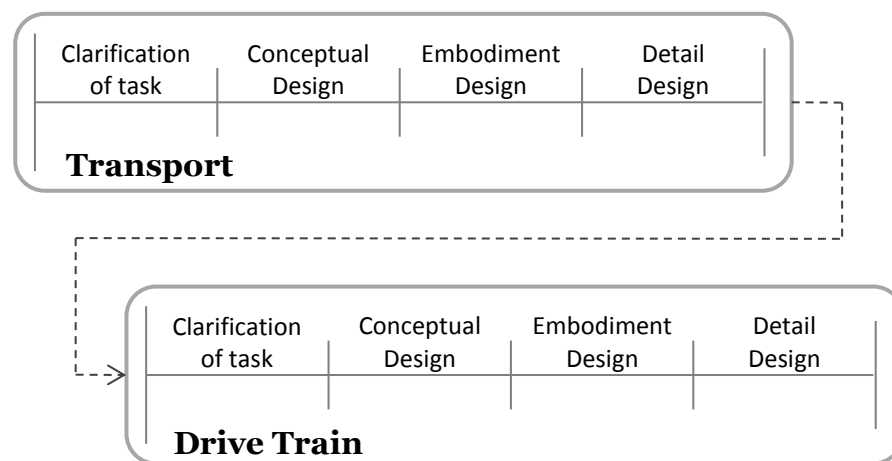 Clarification of task
Conceptual Design
Embodiment Design
Detail Design
Transport
Clarification of task
Conceptual Design
Embodiment Design
Detail Design
Drive Train